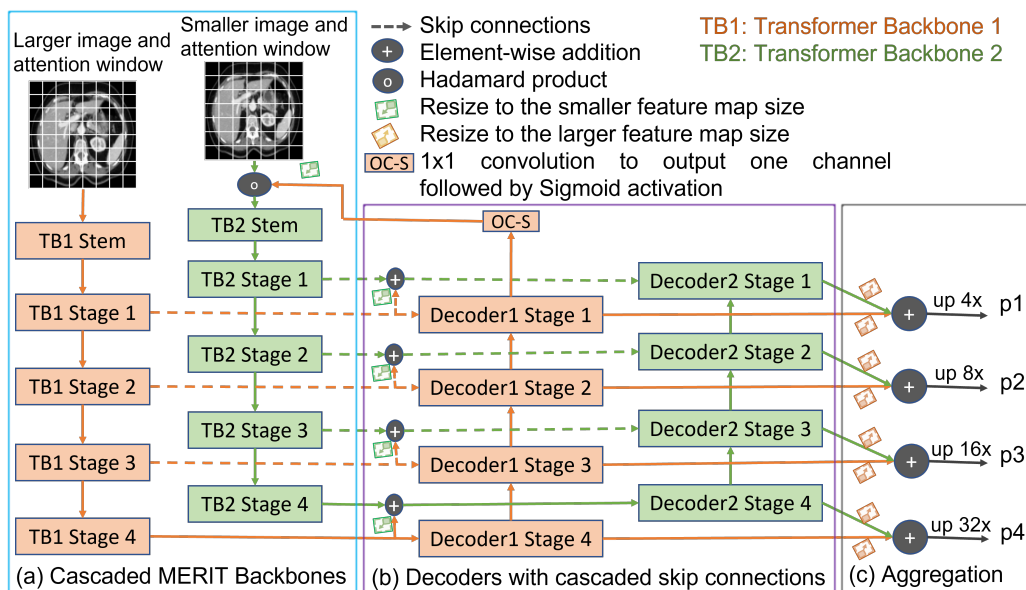 Larger image and
attention window
Smaller image and
attention window
Skip connections
+ Element-wise addition
o Hadamard product
Resize to the smaller feature map size
Resize to the larger feature map size
OC-S 1x1 convolution to output one channel
followed by Sigmoid activation
TB1: Transformer Backbone 1
TB2: Transformer Backbone 2
o
TB1 Stem
TB1 Stage 1
TB1 Stage 2
TB1 Stage 3
TB1 Stage 4
TB2 Stem
TB2 Stage 1
TB2 Stage 2
TB2 Stage 3
TB2 Stage 4
(a) Cascaded MERIT Backbones
OC-S
+
+
+
+
Decoder1 Stage 1
Decoder1 Stage 2
Decoder1 Stage 3
Decoder1 Stage 4
Decoder2 Stage 1
Decoder2 Stage 2
Decoder2 Stage 3
Decoder2 Stage 4
(b) Decoders with cascaded skip connections
+ up 4x p1
+ up 8x p2
+ up 16x p3
+ up 32x p4
(c) Aggregation